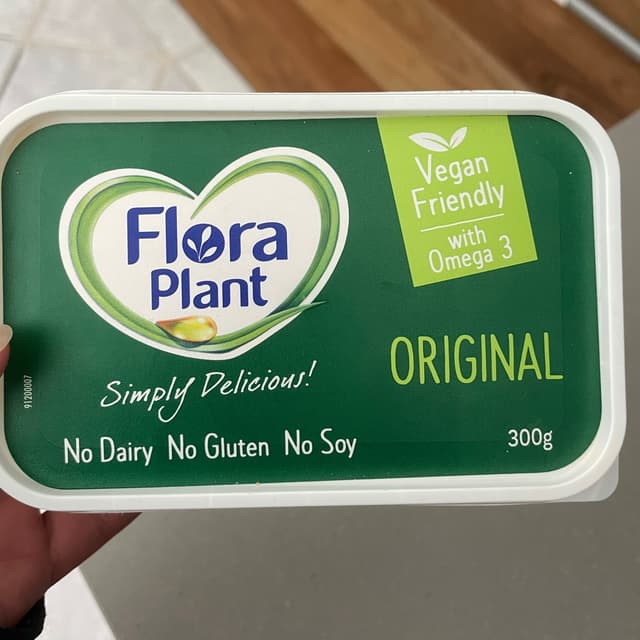 Flora
Plant
Simply Delicious!
No Dairy No Gluten No Soy
Vegan
Friendly
with
Omega 3
ORIGINAL
300g
91200007